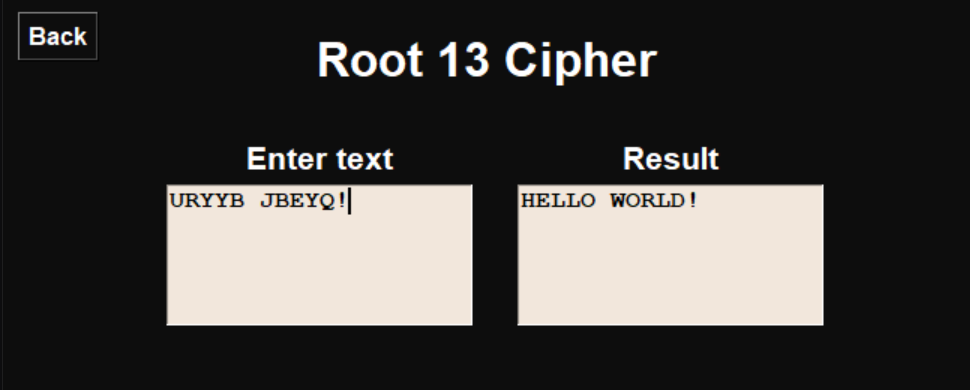 Back
Root 13 Cipher
Enter text
Result
URYYB JBEYQ!
HELLO WORLD!